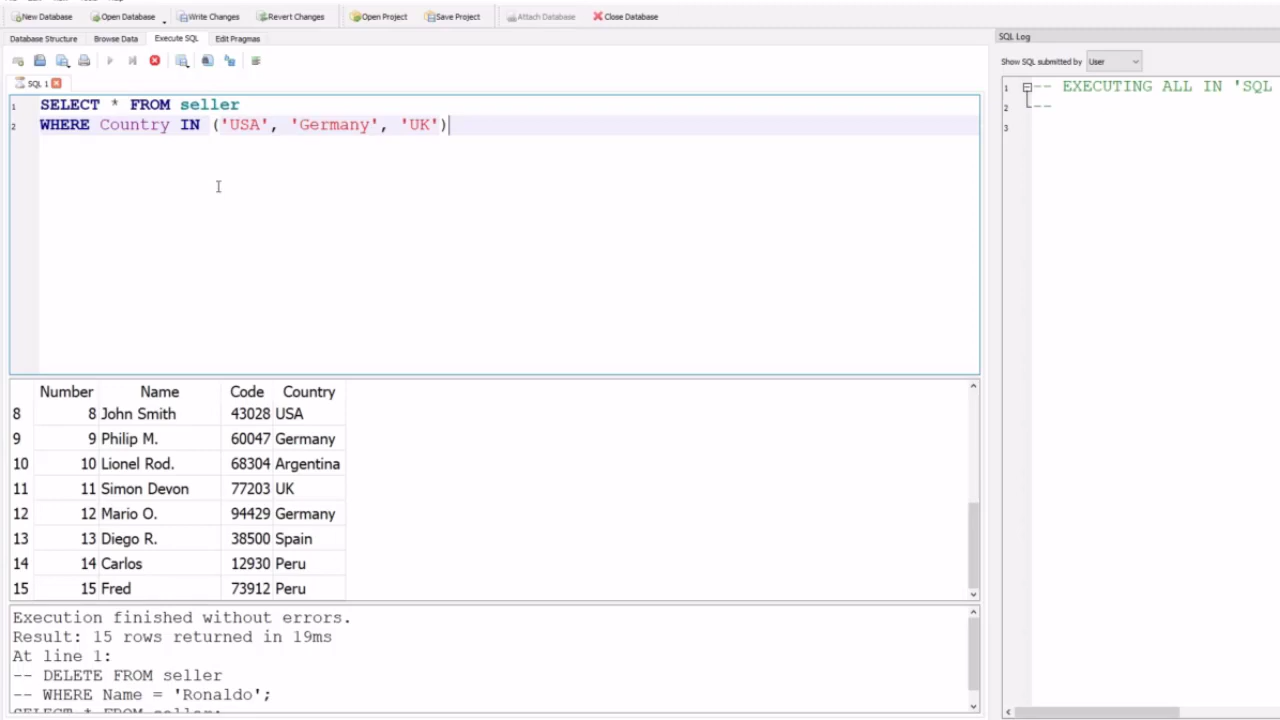 New Database Open Database Write Changes Revert Changes Open Project Save Project Attach Database Close Database
Database Structure Browse Data Execute SQL Edit Pragmas
SQL Log
Show SQL submitted by User
SQL 1
1 SELECT * FROM seller
2 WHERE Country IN ('USA', 'Germany', 'UK')
1 -- EXECUTING ALL IN 'SQL
2 --
3
Number Name Code Country
8 8 John Smith 43028 USA
9 9 Philip M. 60047 Germany
10 10 Lionel Rod. 68304 Argentina
11 11 Simon Devon 77203 UK
12 12 Mario O. 94429 Germany
13 13 Diego R. 38500 Spain
14 14 Carlos 12930 Peru
15 15 Fred 73912 Peru
Execution finished without errors.
Result: 15 rows returned in 19ms
At line 1:
-- DELETE FROM seller
-- WHERE Name = 'Ronaldo';
SELECT * FROM seller;